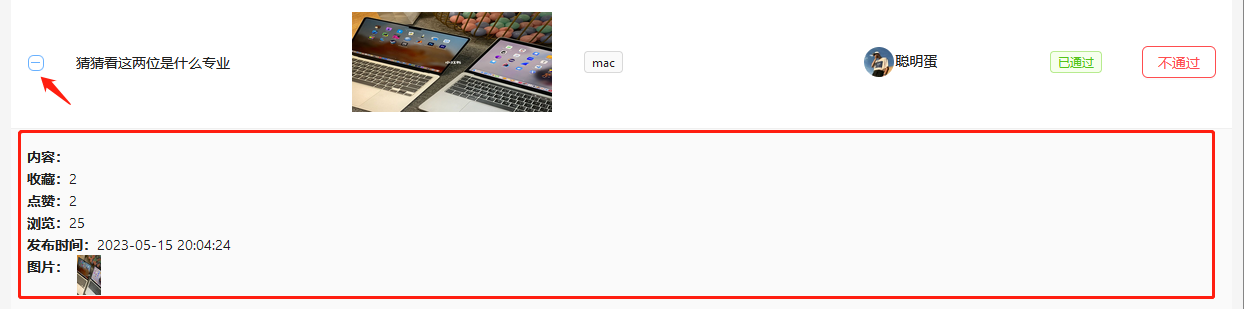 猜猜看这两位是什么专业
mac
聪明蛋
已通过
不通过
内容：
收藏：2
点赞：2
浏览：25
发布时间：2023-05-15 20:04:24
图片：